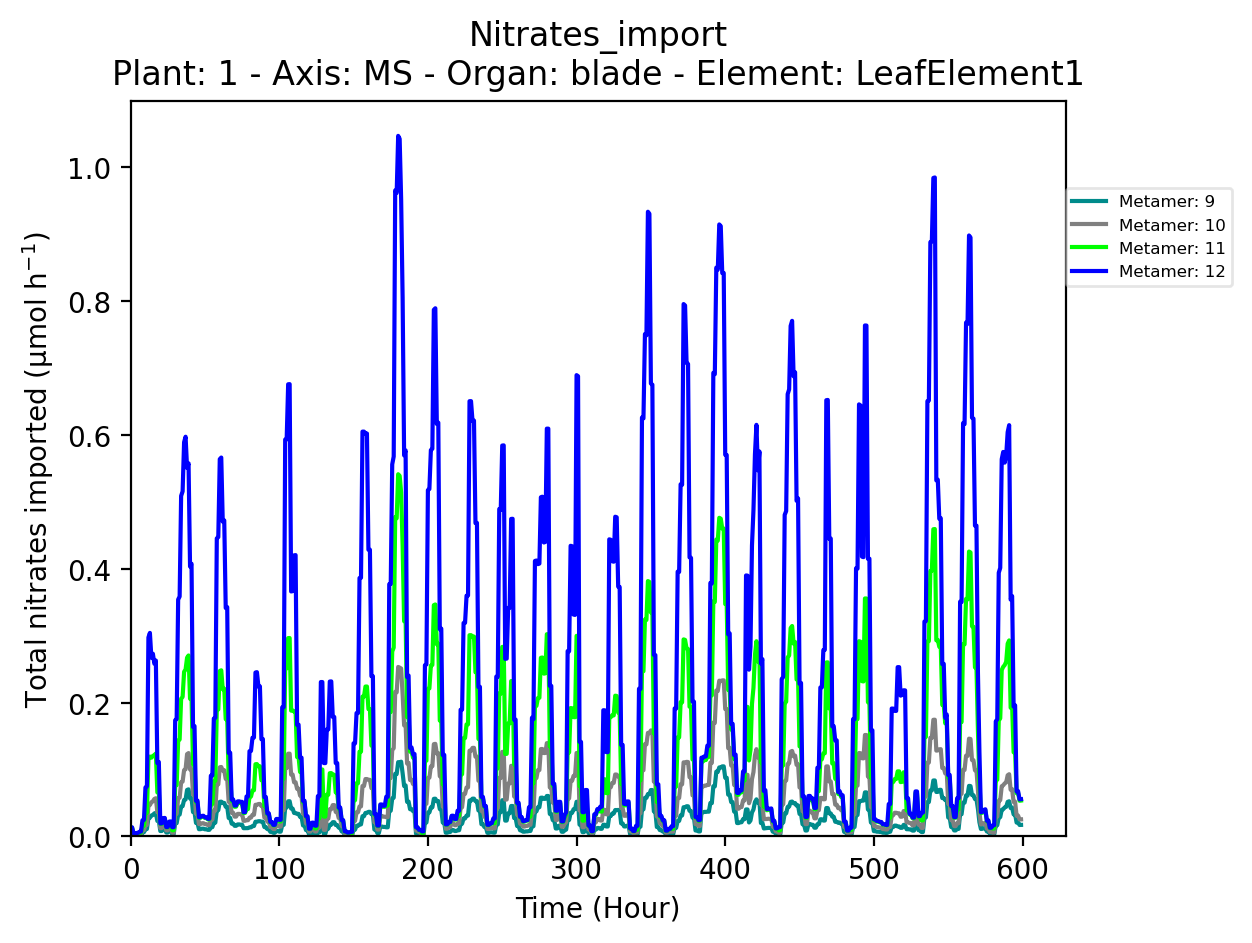 Nitrates_import
Plant: 1 - Axis: MS - Organ: blade - Element: LeafElement1
Total nitrates imported (µmol h⁻¹)
1.0
0.8
0.6
0.4
0.2
0.0
0 100 200 300 400 500 600
Time (Hour)
Metamer: 9
Metamer: 10
Metamer: 11
Metamer: 12